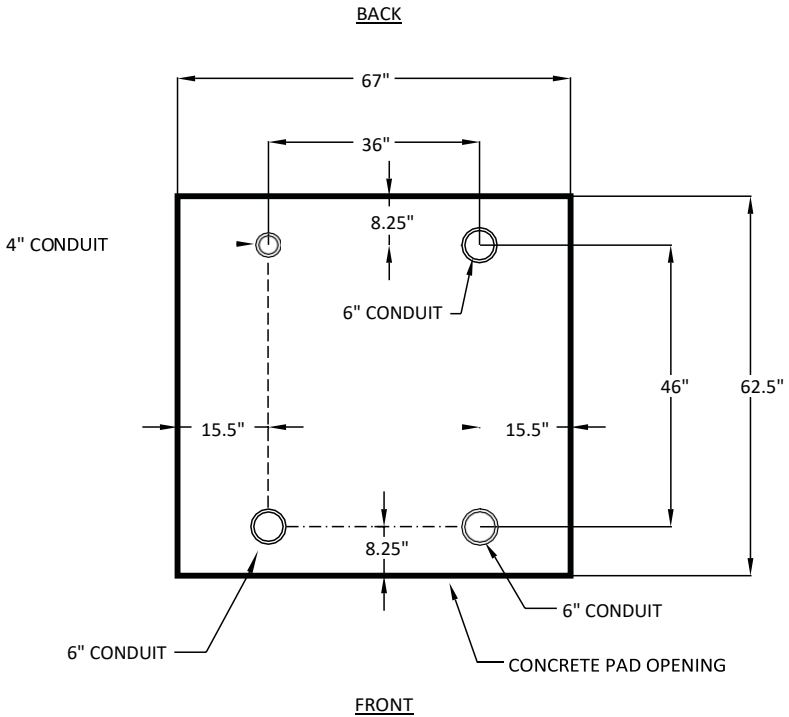 BACK
67"
36"
8.25"
4" CONDUIT
6" CONDUIT
46"
62.5"
15.5"
15.5"
8.25"
6" CONDUIT
6" CONDUIT
CONCRETE PAD OPENING
FRONT